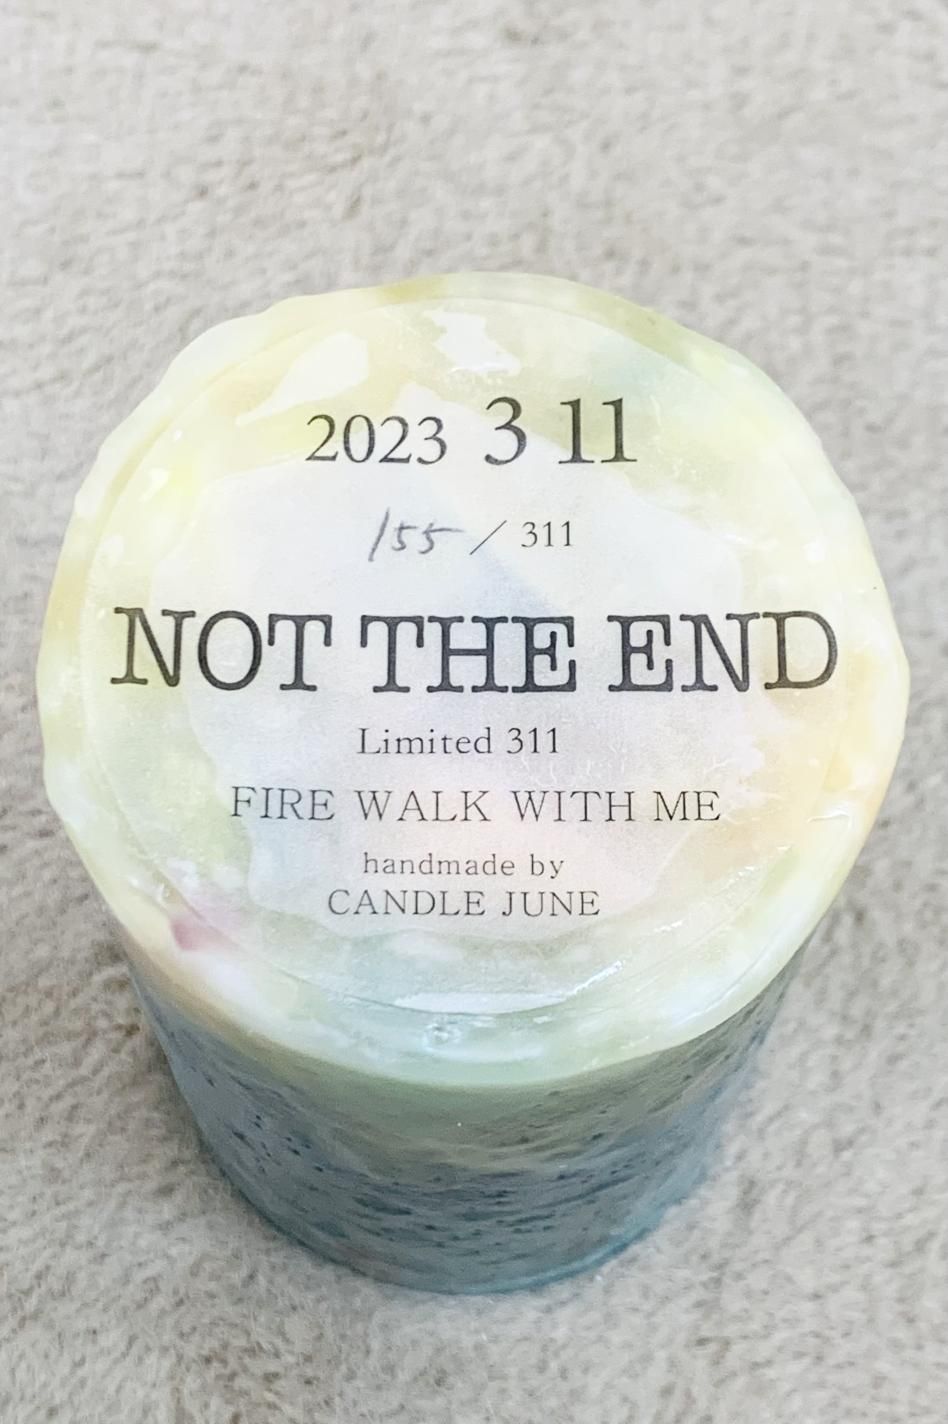 2023 3 11
155 / 311
NOT THE END
Limited 311
FIRE WALK WITH ME
handmade by
CANDLE JUNE